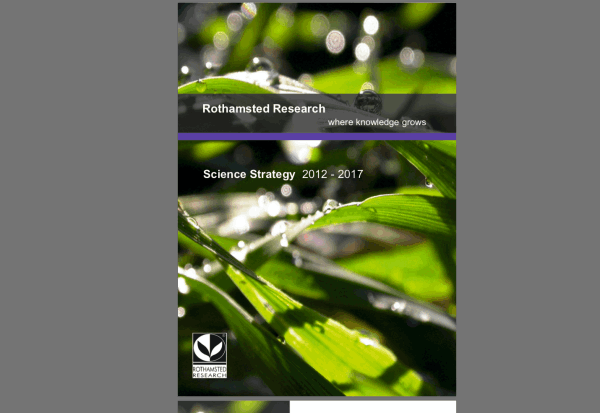 Rothamsted Research
where knowledge grows
Science Strategy 2012 - 2017
ROTHAMSTED
RESEARCH